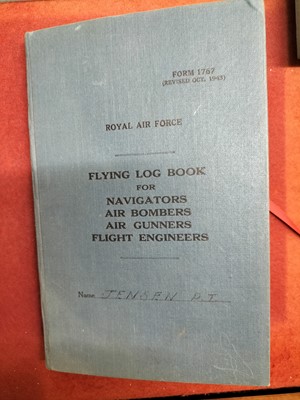 FORM 1767
(REVISED OCT. 1943)
ROYAL AIR FORCE
FLYING LOG BOOK
FOR
NAVIGATORS
AIR BOMBERS
AIR GUNNERS
FLIGHT ENGINEERS
Name JENSEN P.T